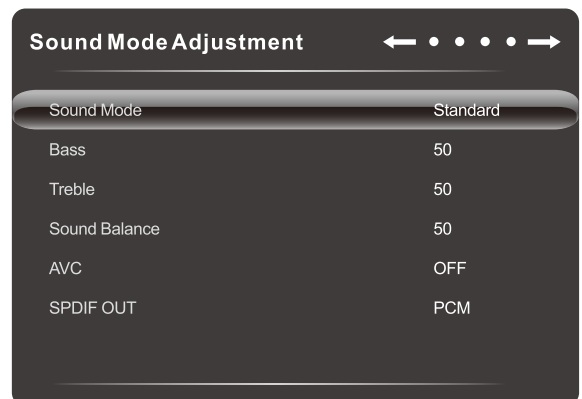 Sound Mode Adjustment
Sound Mode Standard
Bass 50
Treble 50
Sound Balance 50
AVC OFF
SPDIF OUT PCM